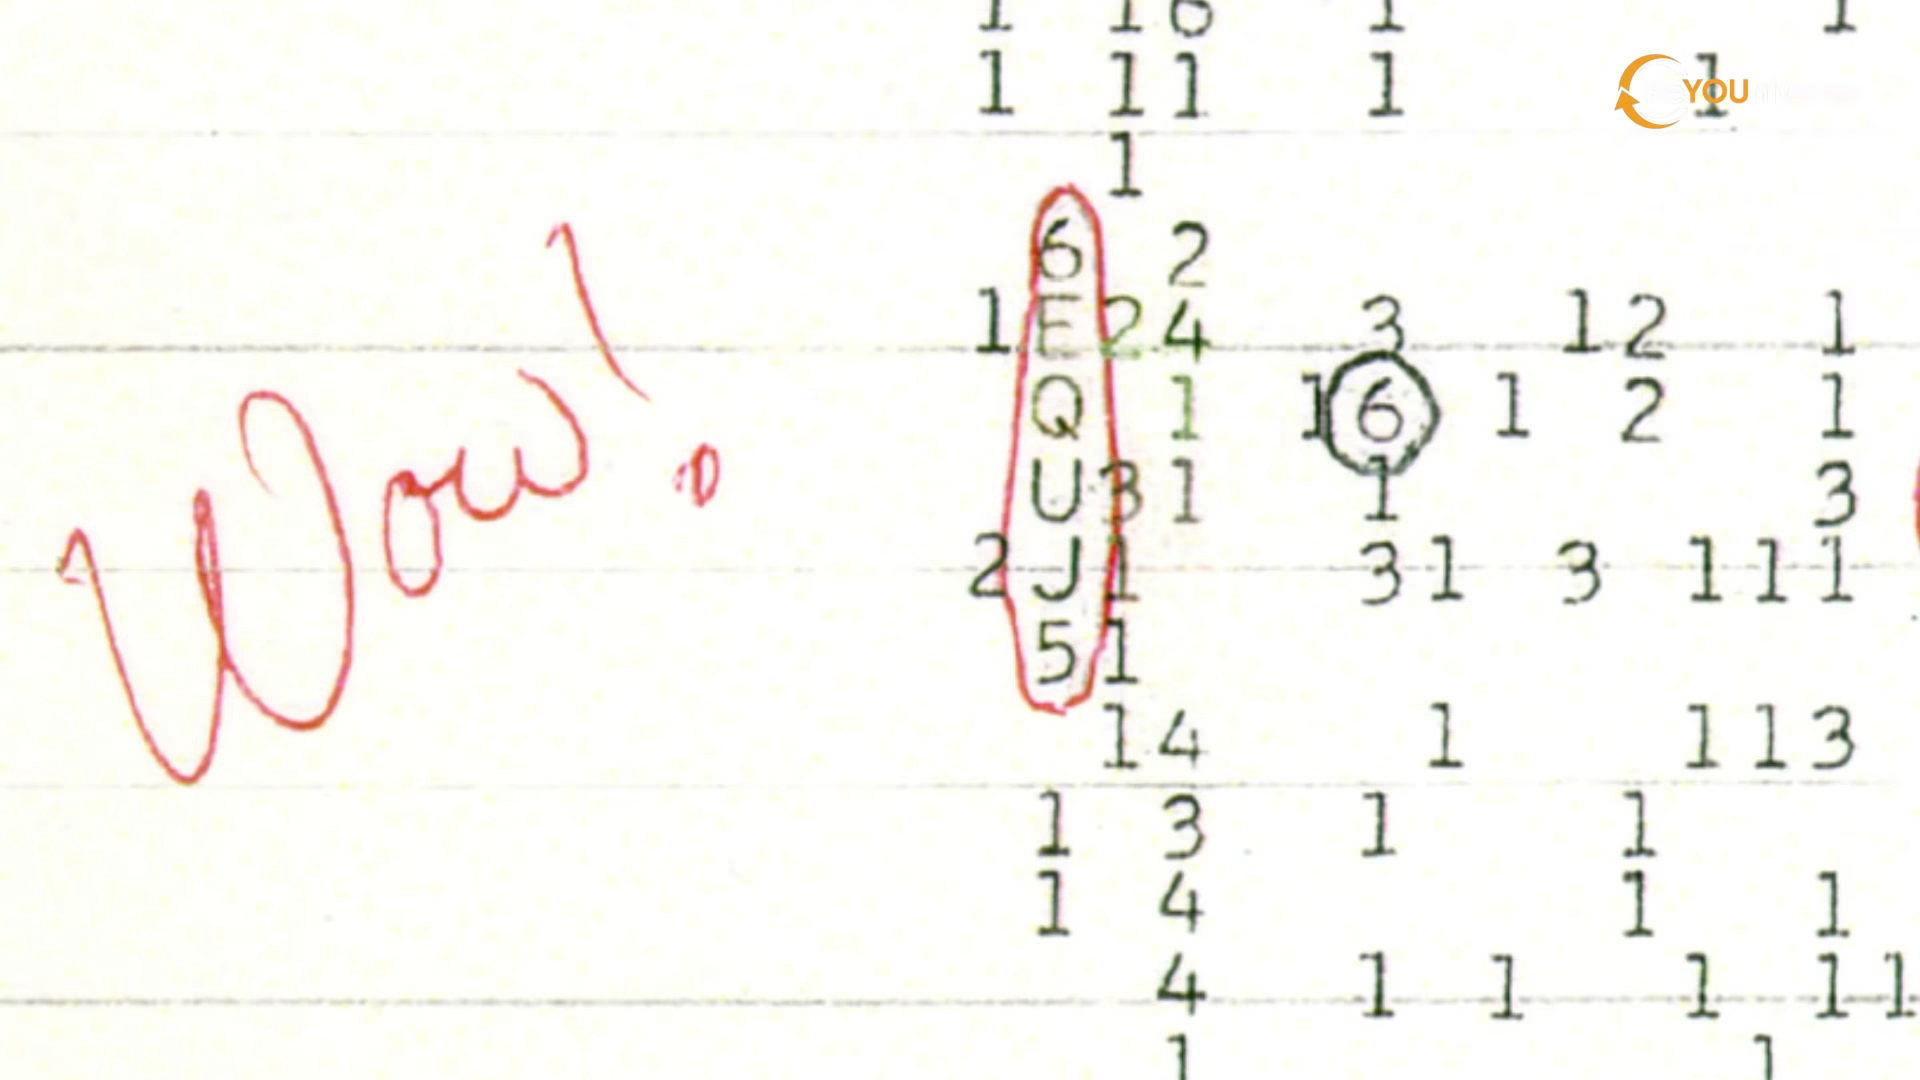 1 16 1 1
1 11 1 1
YOU
1
6 2
1E24 3 12 1
Q 1 16 1 2 1
U31 1 3
2J1 31 3 111
51
14 1 113
1 3 1 1
1 4 1 1
4 1 1 1 11
1 1
Wow!